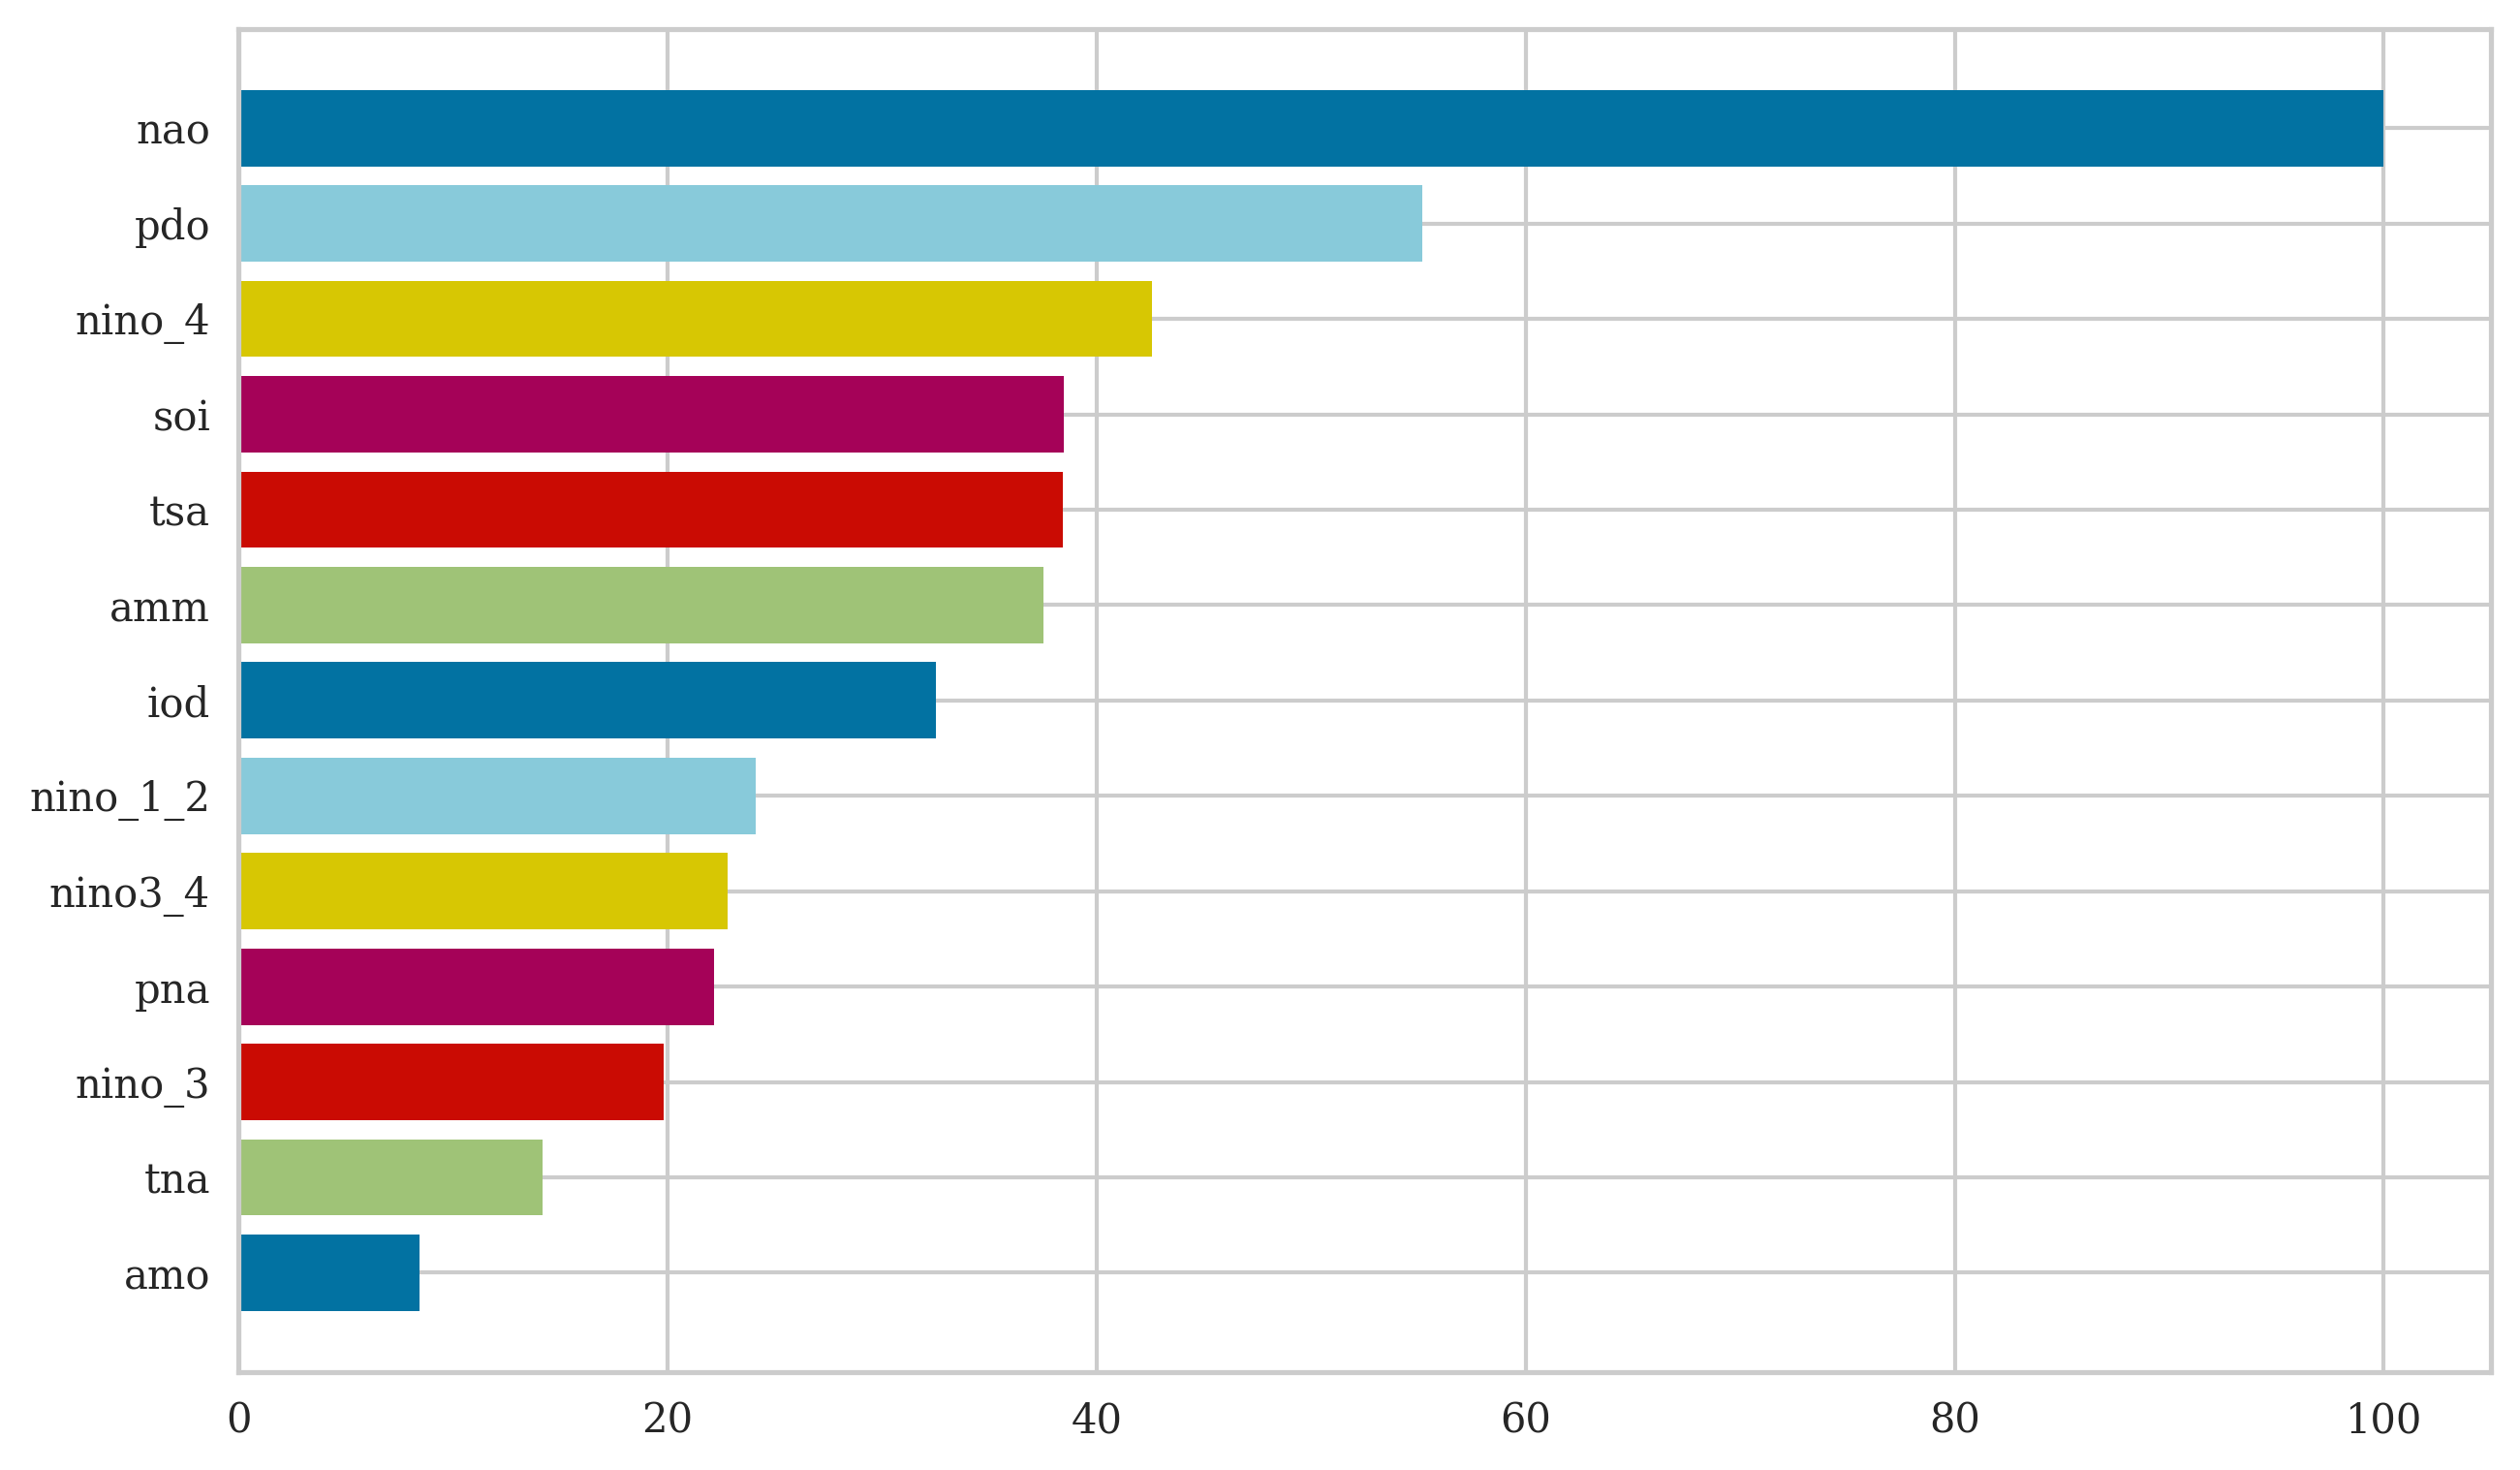 nao
pdo
nino_4
soi
tsa
amm
iod
nino_1_2
nino3_4
pna
nino_3
tna
amo
0 20 40 60 80 100